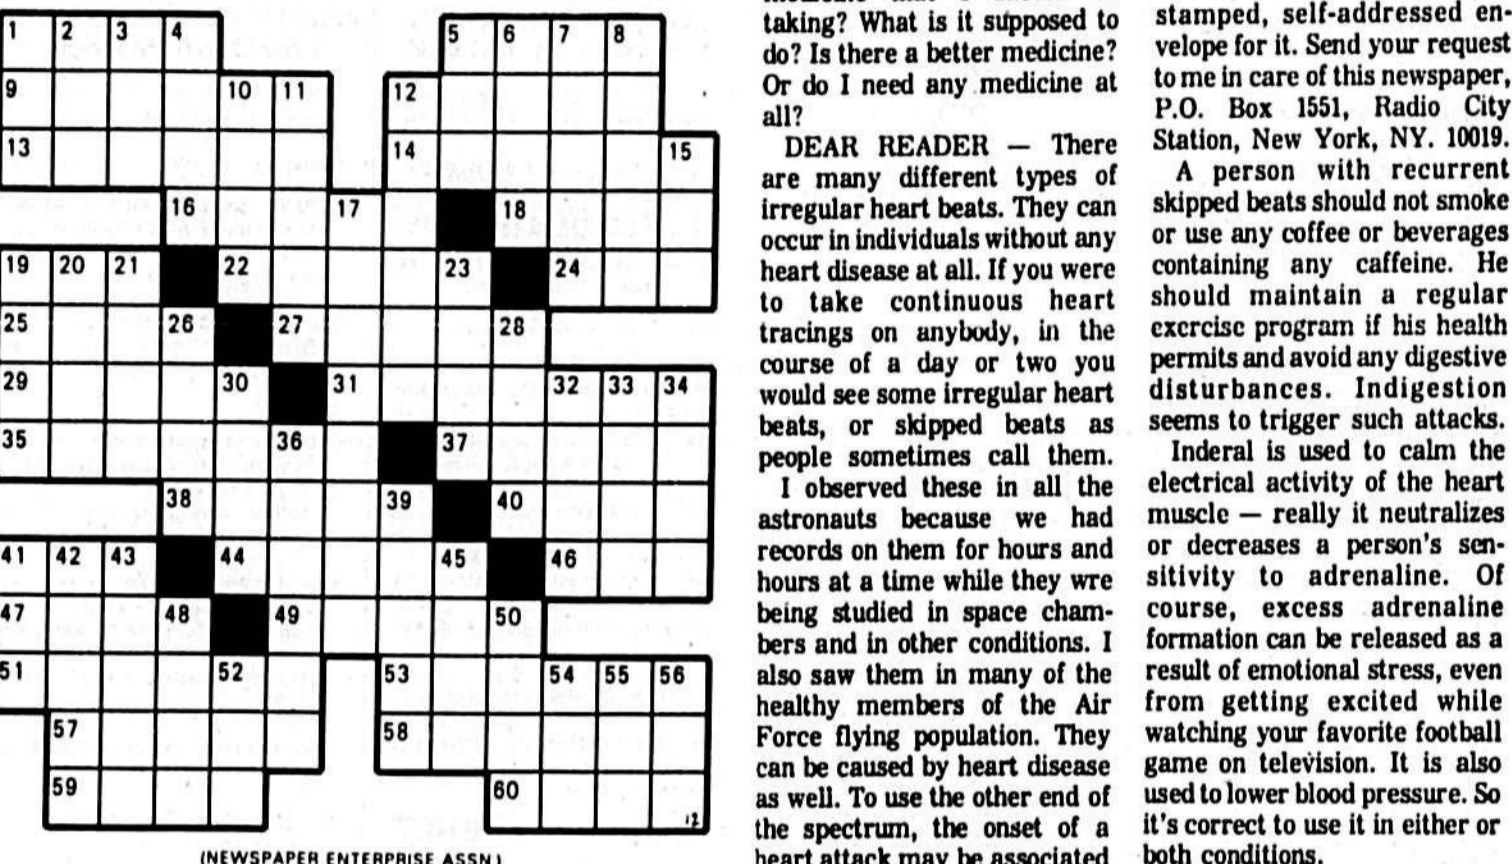 1 2 3 4 5 6 7 8
9 10 11 12
13 14 15
16 17 18
19 20 21 22 23 24
25 26 27 28
29 30 31 32 33 34
35 36 37
38 39 40
41 42 43 44 45 46
47 48 49 50
51 52 53 54 55 56
57 58
59 60
12
(NEWSPAPER ENTERPRISE ASSN)
taking? What is it supposed to
do? Is there a better medicine?
Or do I need any medicine at
all?
DEAR READER — There
are many different types of
irregular heart beats. They can
occur in individuals without any
heart disease at all. If you were
to take continuous heart
tracings on anybody, in the
course of a day or two you
would see some irregular heart
beats, or skipped beats as
people sometimes call them.
I observed these in all the
astronauts because we had
records on them for hours and
hours at a time while they wre
being studied in space cham-
bers and in other conditions. I
also saw them in many of the
healthy members of the Air
Force flying population. They
can be caused by heart disease
as well. To use the other end of
the spectrum, the onset of a
heart attack may be associated
stamped, self-addressed en-
velope for it. Send your request
to me in care of this newspaper,
P.O. Box 1551, Radio City
Station, New York, NY. 10019.
A person with recurrent
skipped beats should not smoke
or use any coffee or beverages
containing any caffeine. He
should maintain a regular
exercise program if his health
permits and avoid any digestive
disturbances. Indigestion
seems to trigger such attacks.
Inderal is used to calm the
electrical activity of the heart
muscle — really it neutralizes
or decreases a person's sen-
sitivity to adrenaline. Of
course, excess adrenaline
formation can be released as a
result of emotional stress, even
from getting excited while
watching your favorite football
game on television. It is also
used to lower blood pressure. So
it's correct to use it in either or
both conditions.